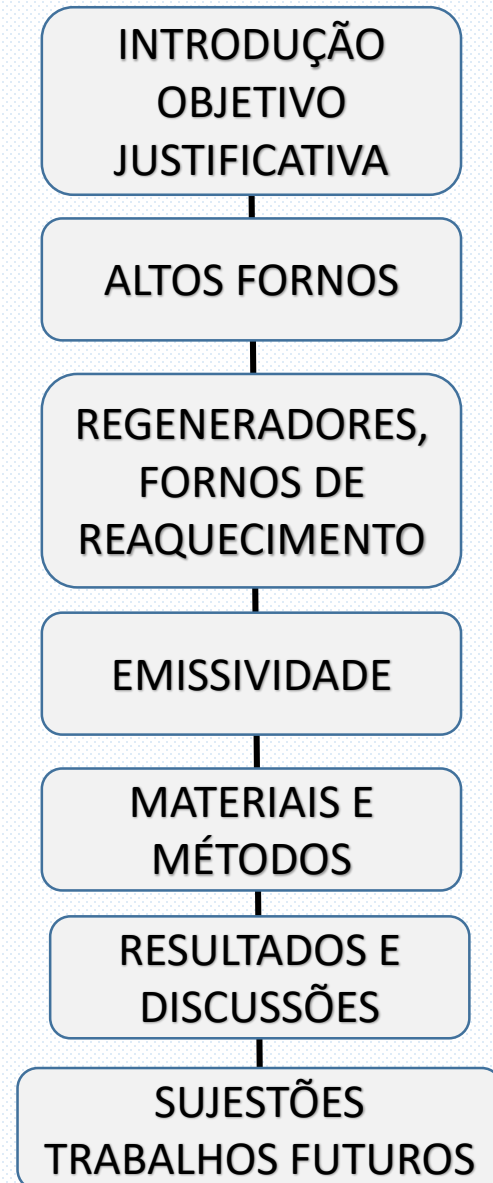 INTRODUÇÃO
OBJETIVO
JUSTIFICATIVA
ALTOS FORNOS
REGENERADORES,
FORNOS DE
REAQUECIMENTO
EMISSIVIDADE
MATERIAIS E
MÉTODOS
RESULTADOS E
DISCUSSÕES
SUJESTÕES
TRABALHOS FUTUROS